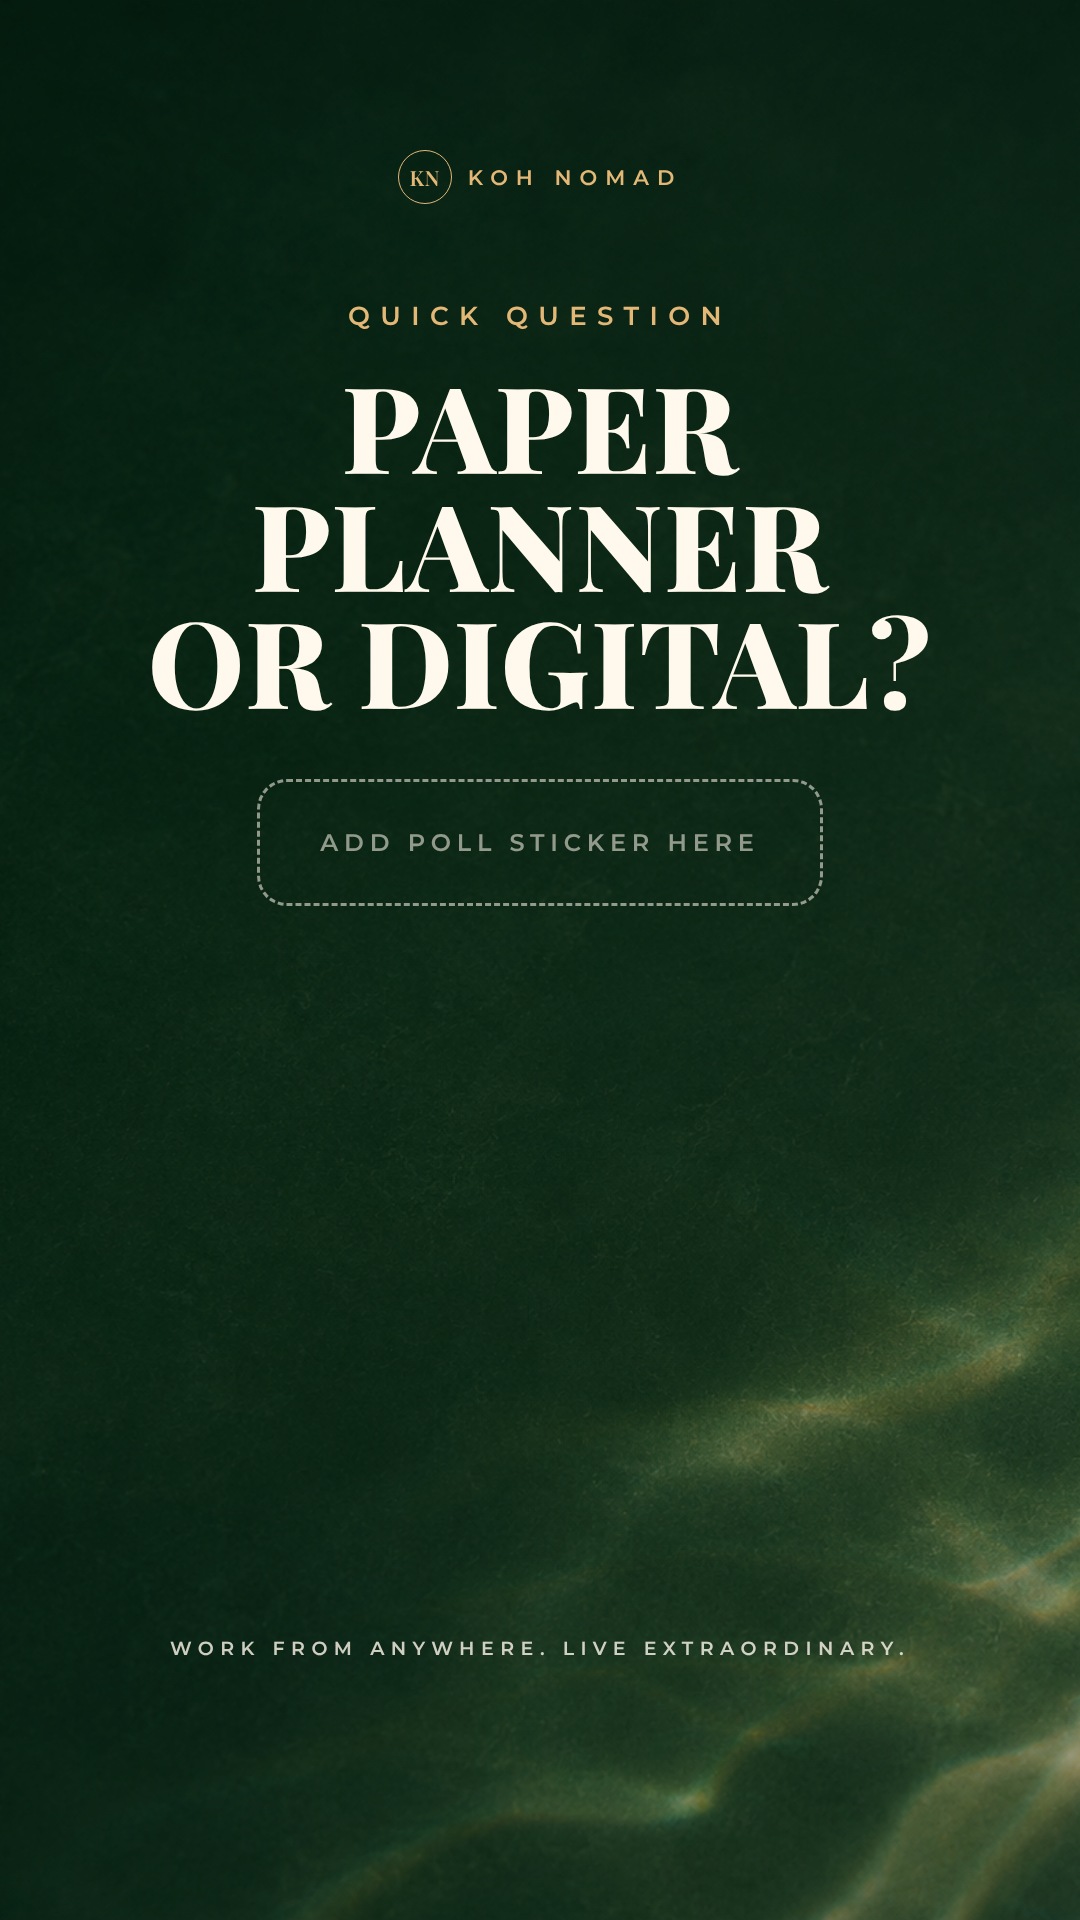 KN KOH NOMAD
QUICK QUESTION
PAPER
PLANNER
OR DIGITAL?
ADD POLL STICKER HERE
WORK FROM ANYWHERE. LIVE EXTRAORDINARY.